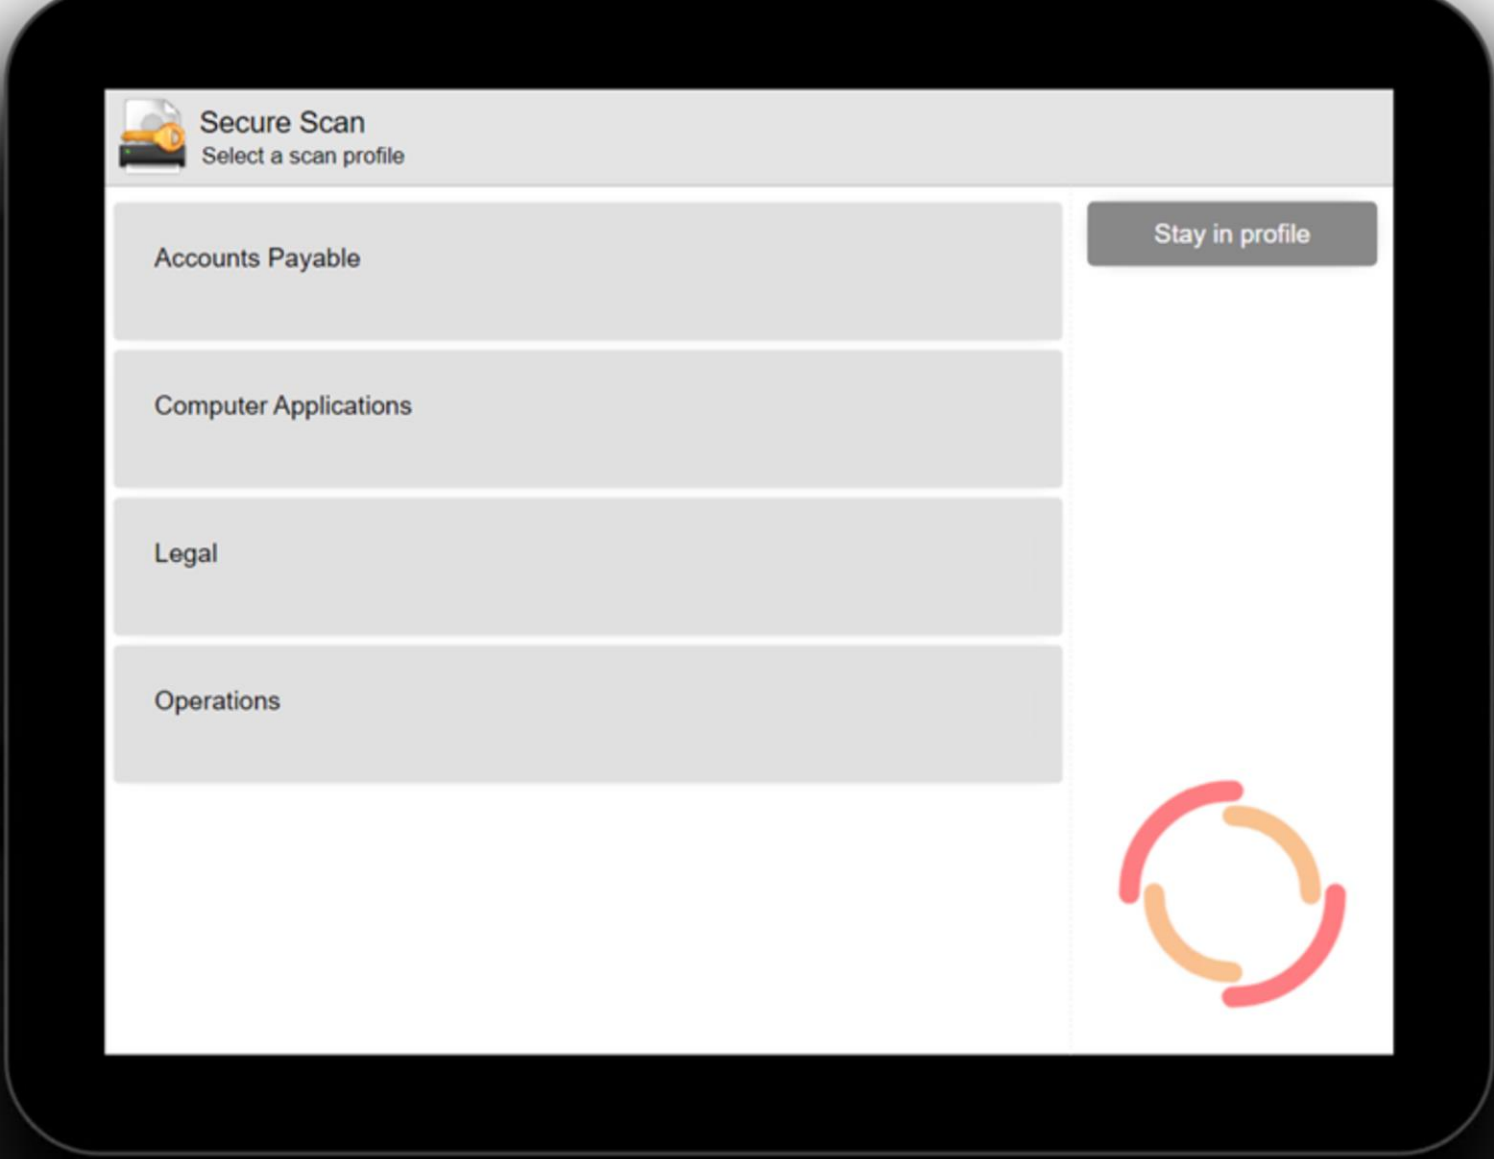 Secure Scan
Select a scan profile
Accounts Payable
Stay in profile
Computer Applications
Legal
Operations